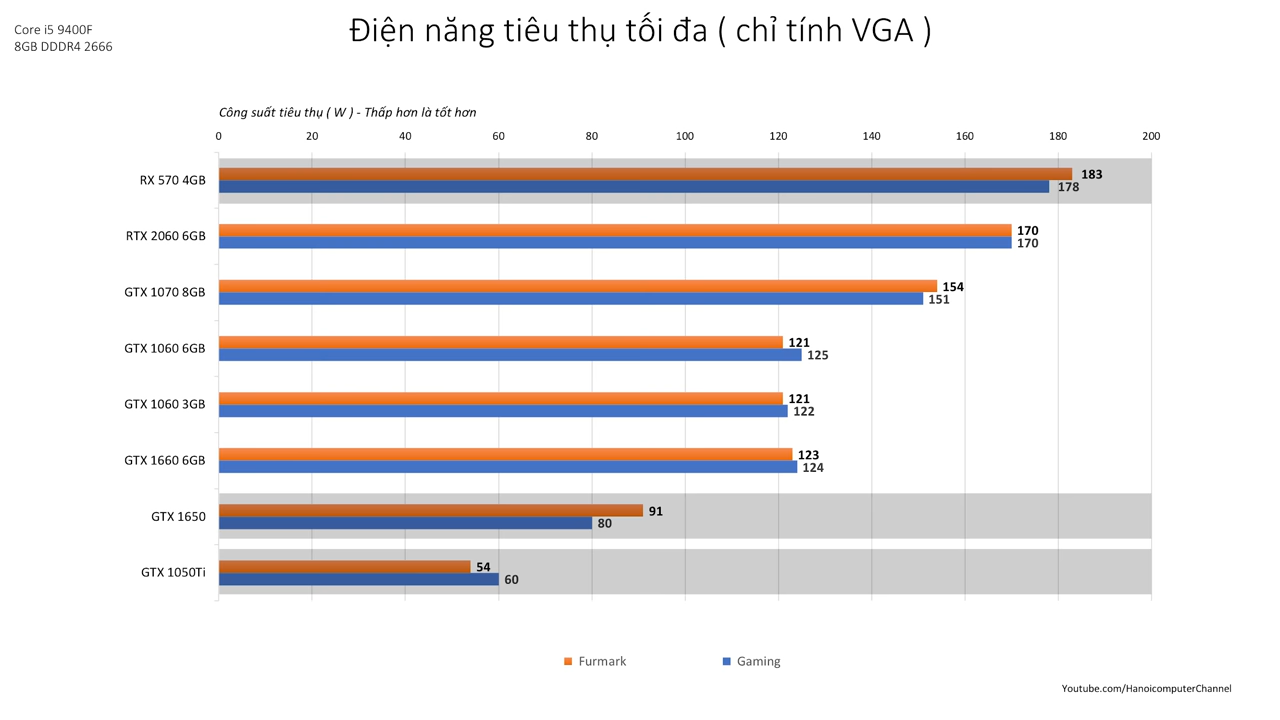 Core i5 9400F
8GB DDDR4 2666
Điện năng tiêu thụ tối đa ( chỉ tính VGA )
Công suất tiêu thụ ( W ) - Thấp hơn là tốt hơn
0 20 40 60 80 100 120 140 160 180 200
RX 570 4GB
183
178
RTX 2060 6GB
170
170
GTX 1070 8GB
154
151
GTX 1060 6GB
121
125
GTX 1060 3GB
121
122
GTX 1660 6GB
123
124
GTX 1650
91
80
GTX 1050Ti
54
60
Furmark Gaming
Youtube.com/HanoicomputerChannel